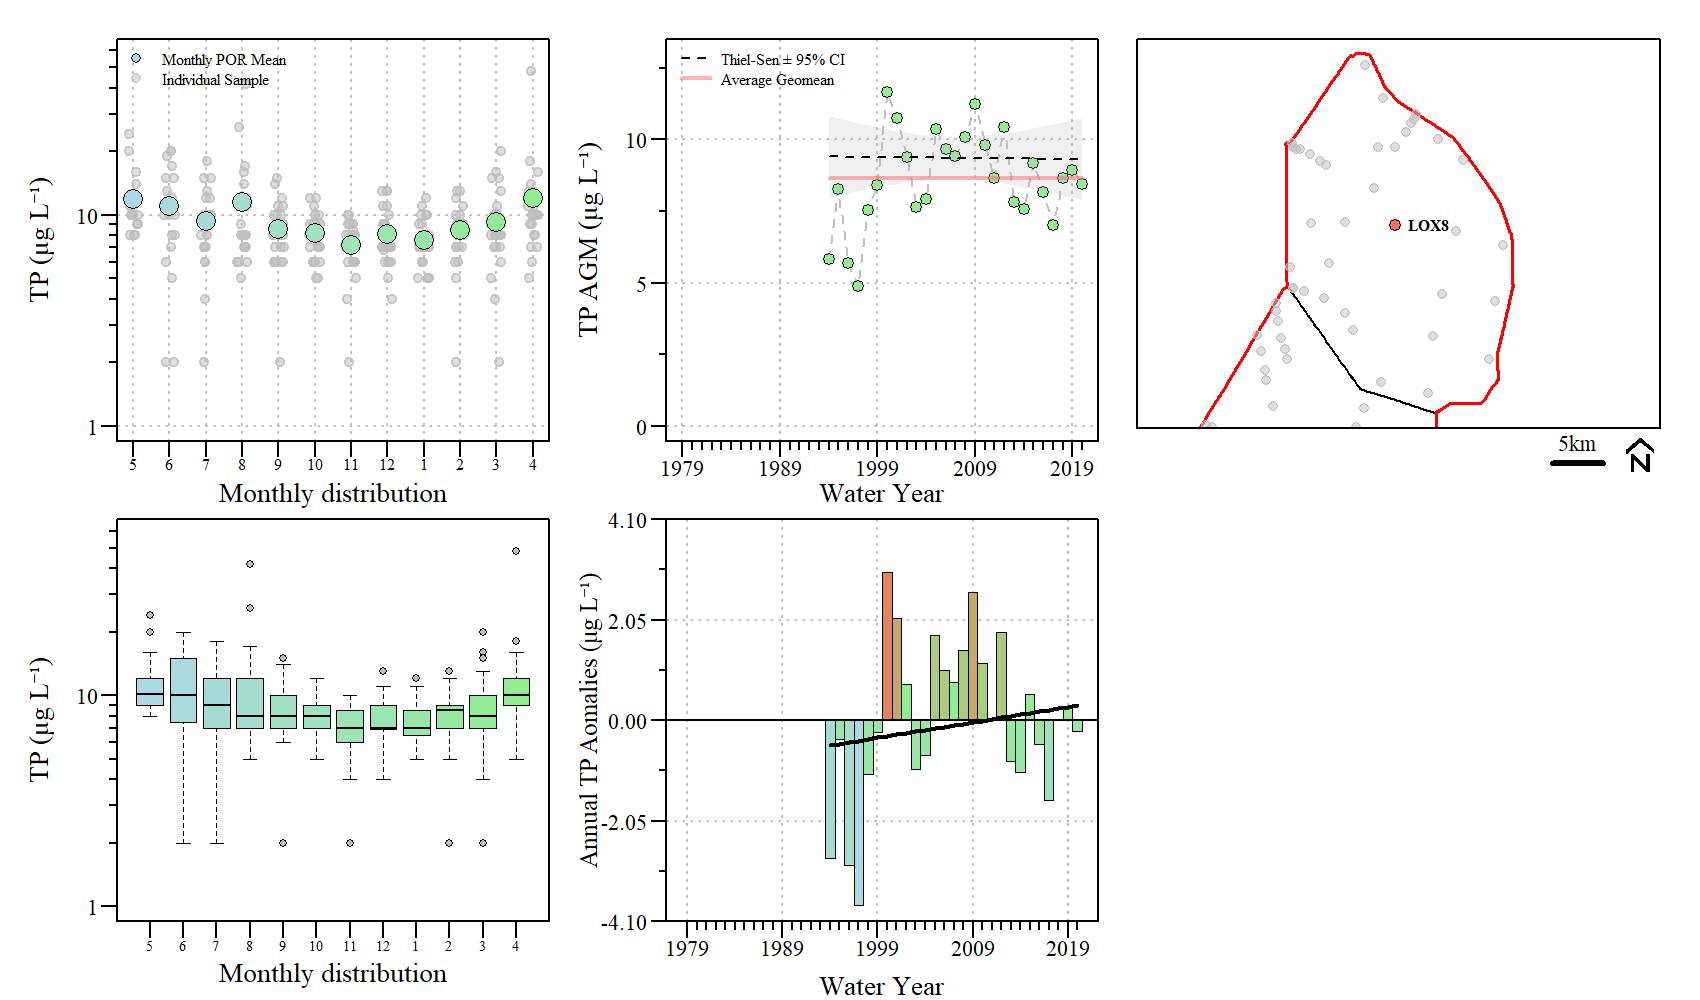 Monthly POR Mean
Individual Sample
TP (µg L⁻¹)
10
1
5 6 7 8 9 10 11 12 1 2 3 4
Monthly distribution
Thiel-Sen ± 95% CI
Average Geomean
TP AGM (µg L⁻¹)
10
5
0
1979 1989 1999 2009 2019
Water Year
LOX8
5km
N
TP (µg L⁻¹)
10
1
5 6 7 8 9 10 11 12 1 2 3 4
Monthly distribution
Annual TP Aomalies (µg L⁻¹)
4.10
2.05
0.00
-2.05
-4.10
1979 1989 1999 2009 2019
Water Year